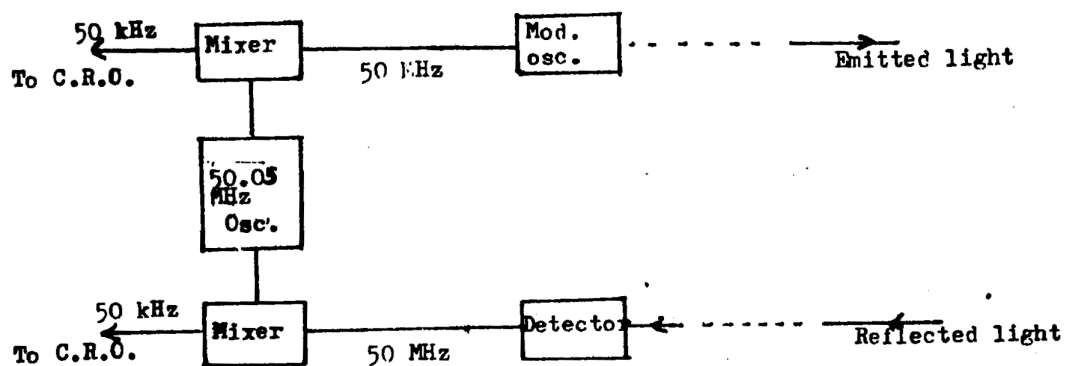 50 kHz
To C.R.O.
Mixer
50
Mod.
osc.
Emitted light
50.05
MHz
Osc.
50 kHz
To C.R.O.
Mixer
50 MHz
Detector
Reflected light